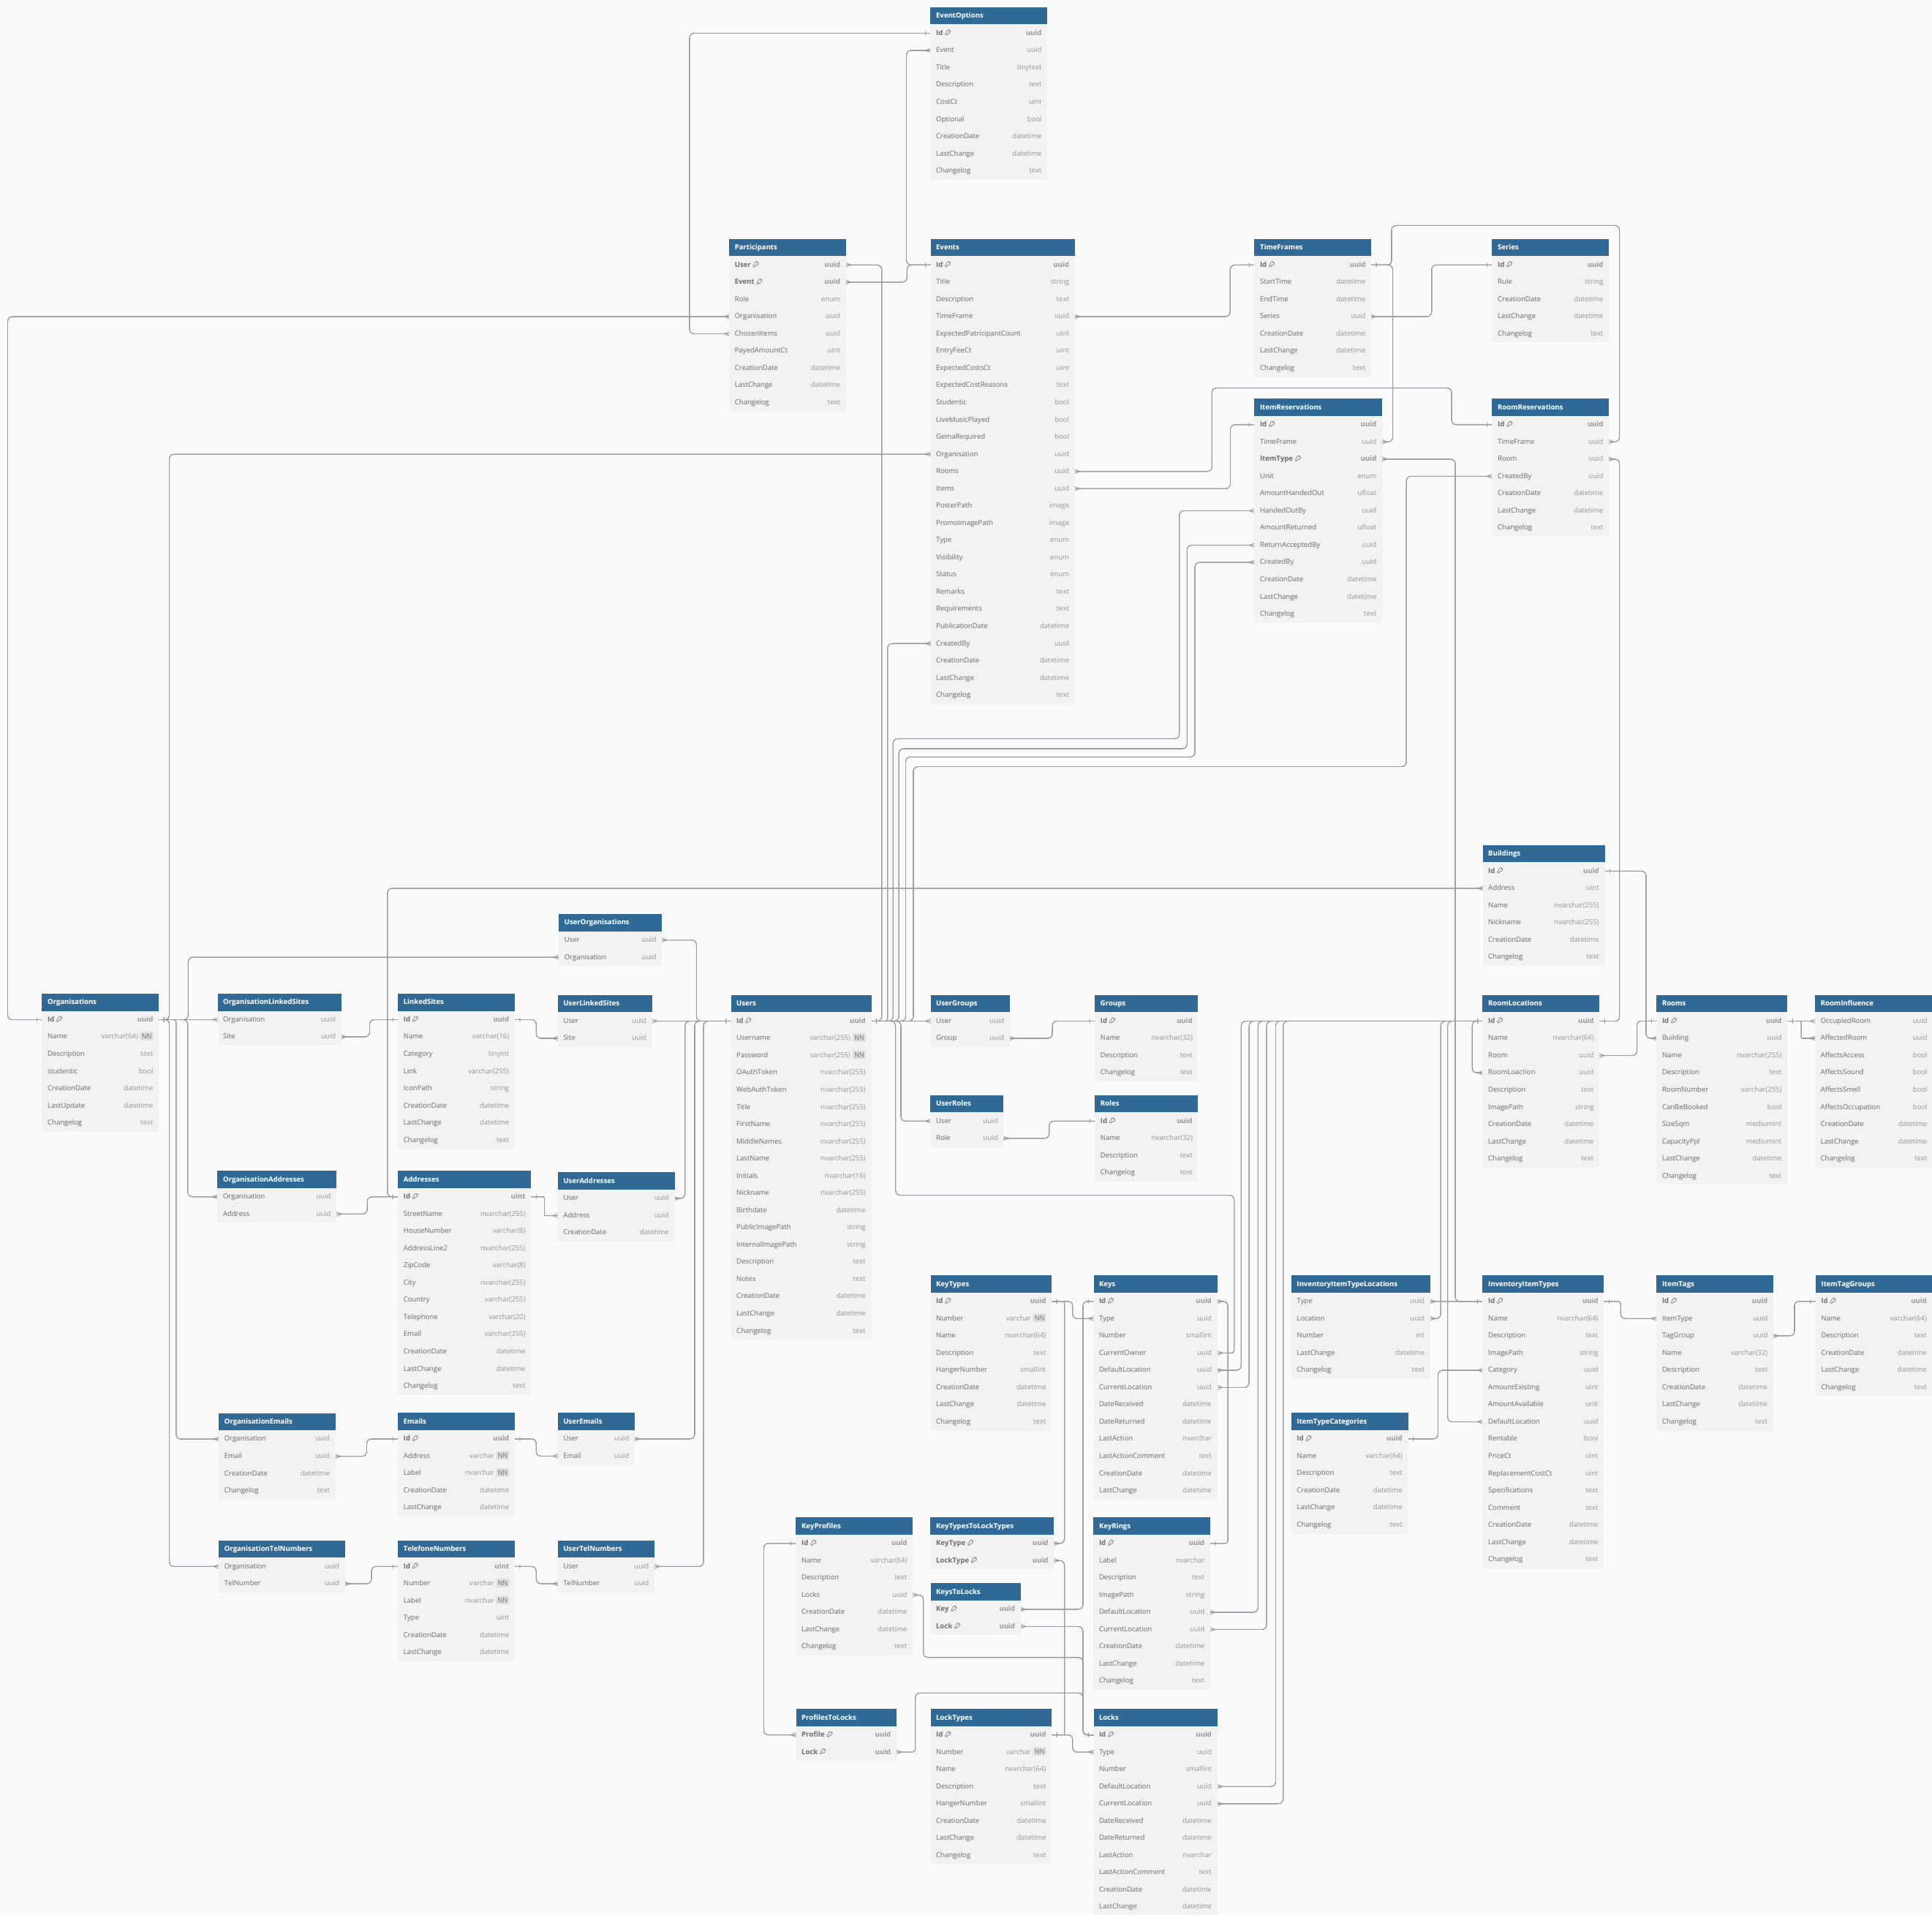 EventOptions
Id uuid
Event uuid
Title tinytext
Description text
CostCt uint
Optional bool
CreationDate datetime
LastChange datetime
Changelog text
Participants
User uuid
Event uuid
Role enum
Organisation uuid
ChosenItems uuid
PayedAmountCt uint
CreationDate datetime
LastChange datetime
Changelog text
Events
Id uuid
Title string
Description text
TimeFrame uuid
ExpectedPatricipantCount uint
EntryFeeCt uint
ExpectedCostsCt uint
ExpectedCostReasons text
Studentic bool
LiveMusicPlayed bool
GemaRequired bool
Organisation uuid
Rooms uuid
Items uuid
PosterPath image
PromoImagePath image
Type enum
Visibility enum
Status enum
Remarks text
Requirements text
PublicationDate datetime
CreatedBy uuid
CreationDate datetime
LastChange datetime
Changelog text
TimeFrames
Id uuid
StartTime datetime
EndTime datetime
Series uuid
CreationDate datetime
LastChange datetime
Changelog text
Series
Id uuid
Rule string
CreationDate datetime
LastChange datetime
Changelog text
ItemReservations
Id uuid
TimeFrame uuid
ItemType uuid
Unit enum
AmountHandedOut ufloat
HandedOutBy uuid
AmountReturned ufloat
ReturnAcceptedBy uuid
CreatedBy uuid
CreationDate datetime
LastChange datetime
Changelog text
RoomReservations
Id uuid
TimeFrame uuid
Room uuid
CreatedBy uuid
CreationDate datetime
LastChange datetime
Changelog text
Buildings
Id uuid
Address uint
Name nvarchar(255)
Nickname nvarchar(255)
CreationDate datetime
Changelog text
UserOrganisations
User uuid
Organisation uuid
Organisations
Id uuid
Name varchar(64) NN
Description text
studentic bool
CreationDate datetime
LastUpdate datetime
Changelog text
OrganisationLinkedSites
Organisation uuid
Site uuid
LinkedSites
Id uuid
Name varchar(16)
Category tinyint
Link varchar(255)
IconPath string
CreationDate datetime
LastChange datetime
Changelog text
UserLinkedSites
User uuid
Site uuid
Users
Id uuid
Username varchar(255) NN
Password varchar(255) NN
OAuthToken nvarchar(255)
WebAuthToken nvarchar(255)
Title nvarchar(255)
FirstName nvarchar(255)
MiddleNames nvarchar(255)
LastName nvarchar(255)
Initials nvarchar(16)
Nickname nvarchar(255)
Birthdate datetime
PublicImagePath string
InternalImagePath string
Description text
Notes text
CreationDate datetime
LastChange datetime
Changelog text
UserGroups
User uuid
Group uuid
Groups
Id uuid
Name nvarchar(32)
Description text
Changelog text
UserRoles
User uuid
Role uuid
Roles
Id uuid
Name nvarchar(32)
Description text
Changelog text
RoomLocations
Id uuid
Name nvarchar(64)
Room uuid
RoomLoaction uuid
Description text
ImagePath string
CreationDate datetime
LastChange datetime
Changelog text
Rooms
Id uuid
Building uuid
Name nvarchar(255)
Description text
RoomNumber varchar(255)
CanBeBooked bool
SizeSqm mediumint
CapacityPpl mediumint
LastChange datetime
Changelog text
RoomInfluence
OccupiedRoom uuid
AffectedRoom uuid
AffectsAccess bool
AffectsSound bool
AffectsSmell bool
AffectsOccupation bool
CreationDate datetime
LastChange datetime
Changelog text
OrganisationAddresses
Organisation uuid
Address uuid
Addresses
Id uint
StreetName nvarchar(255)
HouseNumber varchar(8)
AddressLine2 nvarchar(255)
ZipCode varchar(8)
City nvarchar(255)
Country varchar(255)
Telephone varchar(20)
Email varchar(255)
CreationDate datetime
LastChange datetime
Changelog text
UserAddresses
User uuid
Address uuid
CreationDate datetime
KeyTypes
Id uuid
Number varchar NN
Name nvarchar(64)
Description text
HangerNumber smallint
CreationDate datetime
LastChange datetime
Changelog text
Keys
Id uuid
Type uuid
Number smallint
CurrentOwner uuid
DefaultLocation uuid
CurrentLocation uuid
DateReceived datetime
DateReturned datetime
LastAction nvarchar
LastActionComment text
CreationDate datetime
LastChange datetime
InventoryItemTypeLocations
Type uuid
Location uuid
Number int
LastChange datetime
Changelog text
InventoryItemTypes
Id uuid
Name nvarchar(64)
Description text
ImagePath string
Category uuid
AmountExisting uint
AmountAvailable unit
DefaultLocation uuid
Rentable bool
PriceCt uint
ReplacementCostCt uint
Specifications text
Comment text
CreationDate datetime
LastChange datetime
Changelog text
ItemTags
Id uuid
ItemType uuid
TagGroup uuid
Name varchar(32)
Description text
CreationDate datetime
LastChange datetime
Changelog text
ItemTagGroups
Id uuid
Name varchar(64)
Description text
CreationDate datetime
LastChange datetime
Changelog text
OrganisationEmails
Organisation uuid
Email uuid
CreationDate datetime
Changelog text
Emails
Id uuid
Address varchar NN
Label nvarchar NN
CreationDate datetime
LastChange datetime
UserEmails
User uuid
Email uuid
ItemTypeCategories
Id uuid
Name varchar(64)
Description text
CreationDate datetime
LastChange datetime
Changelog text
OrganisationTelNumbers
Organisation uuid
TelNumber uuid
TelefoneNumbers
Id uint
Number varchar NN
Label nvarchar NN
Type uint
CreationDate datetime
LastChange datetime
UserTelNumbers
User uuid
TelNumber uuid
KeyProfiles
Id uuid
Name varchar(64)
Description text
Locks uuid
CreationDate datetime
LastChange datetime
Changelog text
KeyTypesToLockTypes
KeyType uuid
LockType uuid
KeysToLocks
Key uuid
Lock uuid
KeyRings
Id uuid
Label nvarchar
Description text
ImagePath string
DefaultLocation uuid
CurrentLocation uuid
CreationDate datetime
LastChange datetime
Changelog text
ProfilesToLocks
Profile uuid
Lock uuid
LockTypes
Id uuid
Number varchar NN
Name nvarchar(64)
Description text
HangerNumber smallint
CreationDate datetime
LastChange datetime
Changelog text
Locks
Id uuid
Type uuid
Number smallint
DefaultLocation uuid
CurrentLocation uuid
DateReceived datetime
DateReturned datetime
LastAction nvarchar
LastActionComment text
CreationDate datetime
LastChange datetime